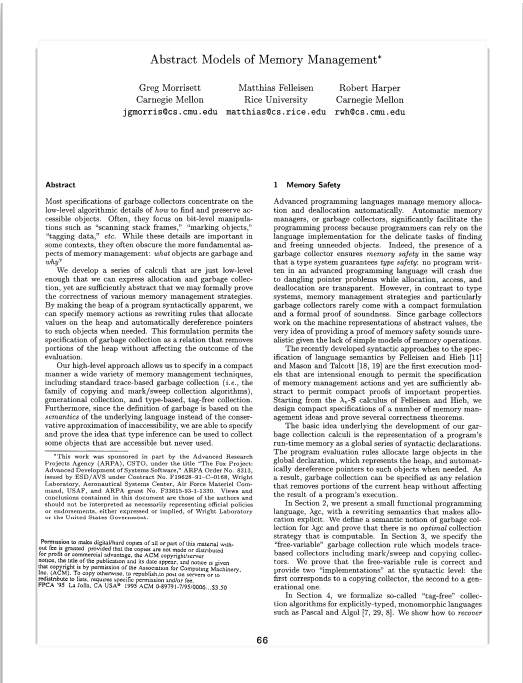 Abstract Models of Memory Management*
Greg Morrisett Matthias Felleisen Robert Harper
Carnegie Mellon Rice University Carnegie Mellon
jgmorris@cs.cmu.edu matthias@cs.rice.edu rwh@cs.cmu.edu
Abstract
Most specifications of garbage collectors concentrate on the
low-level algorithmic details of how to find and preserve ac-
cessible objects. Often, they focus on bit-level manipula-
tions such as "scanning stack frames," "marking objects,"
"tagging data," etc. While these details are important in
some contexts, they often obscure the more fundamental as-
pects of memory management: what objects are garbage and
why?
We develop a series of calculi that are just low-level
enough that we can express allocation and garbage collec-
tion, yet are sufficiently abstract that we may formally prove
the correctness of various memory management strategies.
By making the heap of a program syntactically apparent, we
can specify memory actions as rewriting rules that allocate
values on the heap and automatically dereference pointers
to such objects when needed. This formulation permits the
specification of garbage collection as a relation that removes
portions of the heap without affecting the outcome of the
evaluation.
Our high-level approach allows us to specify in a compact
manner a wide variety of memory management techniques,
including standard trace-based garbage collection (i.e., the
family of copying and mark/sweep collection algorithms),
generational collection, and type-based, tag-free collection.
Furthermore, since the definition of garbage is based on the
semantics of the underlying language instead of the conser-
vative approximation of inaccessibility, we are able to specify
and prove the idea that type inference can be used to collect
some objects that are accessible but never used.
*This work was sponsored in part by the Advanced Research
Projects Agency (ARPA), CSTO, under the title "The Fox Project:
Advanced Development of Systems Software," ARPA Order No. 8313,
issued by ESD/AVS under Contract No. F19628-91-C-0168, Wright
Laboratory, Aeronautical Systems Center, Air Force Materiel Com-
mand, USAF, and ARPA grant No. F33615-93-1-1330. Views and
conclusions contained in this document are those of the authors and
should not be interpreted as representing official policies
or endorsements, either expressed or implied, of Wright Laboratory
or the United States Government.
Permission to make digital/hard copies of all or part of this material with-
out fee is granted provided that the copies are not made or distributed
for profit or commercial advantage, the ACM copyright/server
notice, the title of the publication and its date appear, and notice is given
that copyright is by permission of the Association for Computing Machinery,
Inc. (ACM). To copy otherwise, to republish,to post on servers or to
redistribute to lists, requires specific permission and/or fee.
FPCA '95 La Jolla, CA USA© 1995 ACM 0-89791-7/95/0006...$3.50
1 Memory Safety
Advanced programming languages manage memory alloca-
tion and deallocation automatically. Automatic memory
managers, or garbage collectors, significantly facilitate the
programming process because programmers can rely on the
language implementation for the delicate tasks of finding
and freeing unneeded objects. Indeed, the presence of a
garbage collector ensures memory safety in the same way
that a type system guarantees type safety: no program writ-
ten in an advanced programming language will crash due
to dangling pointer problems while allocation, access, and
deallocation are transparent. However, in contrast to type
systems, memory management strategies and particularly
garbage collectors rarely come with a compact formulation
and a formal proof of soundness. Since garbage collectors
work on the machine representations of abstract values, the
very idea of providing a proof of memory safety sounds unre-
alistic given the lack of simple models of memory operations.
The recently developed syntactic approaches to the spec-
ification of language semantics by Felleisen and Hieb [11]
and Mason and Talcott [18, 19] are the first execution mod-
els that are intensional enough to permit the specification
of memory management actions and yet are sufficiently ab-
stract to permit compact proofs of important properties.
Starting from the λv-S calculus of Felleisen and Hieb, we
design compact specifications of a number of memory man-
agement ideas and prove several correctness theorems.
The basic idea underlying the development of our gar-
bage collection calculi is the representation of a program's
run-time memory as a global series of syntactic declarations.
The program evaluation rules allocate large objects in the
global declaration, which represents the heap, and automat-
ically dereference pointers to such objects when needed. As
a result, garbage collection can be specified as any relation
that removes portions of the current heap without affecting
the result of a program's execution.
In Section 2, we present a small functional programming
language, λgc, with a rewriting semantics that makes allo-
cation explicit. We define a semantic notion of garbage col-
lection for λgc and prove that there is no optimal collection
strategy that is computable. In Section 3, we specify the
"free-variable" garbage collection rule which models trace-
based collectors including mark/sweep and copying collec-
tors. We prove that the free-variable rule is correct and
provide two "implementations" at the syntactic level: the
first corresponds to a copying collector, the second to a gen-
erational one.
In Section 4, we formalize so-called "tag-free" collec-
tion algorithms for explicitly-typed, monomorphic languages
such as Pascal and Algol [7, 29, 8]. We show how to recover
66